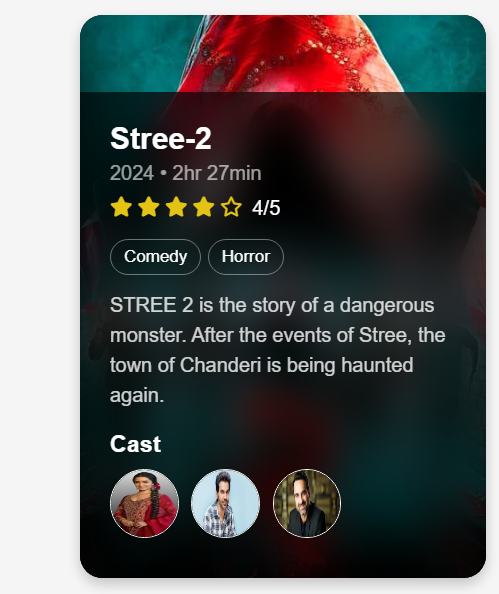 Stree-2
2024 • 2hr 27min
4/5
Comedy Horror
STREE 2 is the story of a dangerous
monster. After the events of Stree, the
town of Chanderi is being haunted
again.
Cast